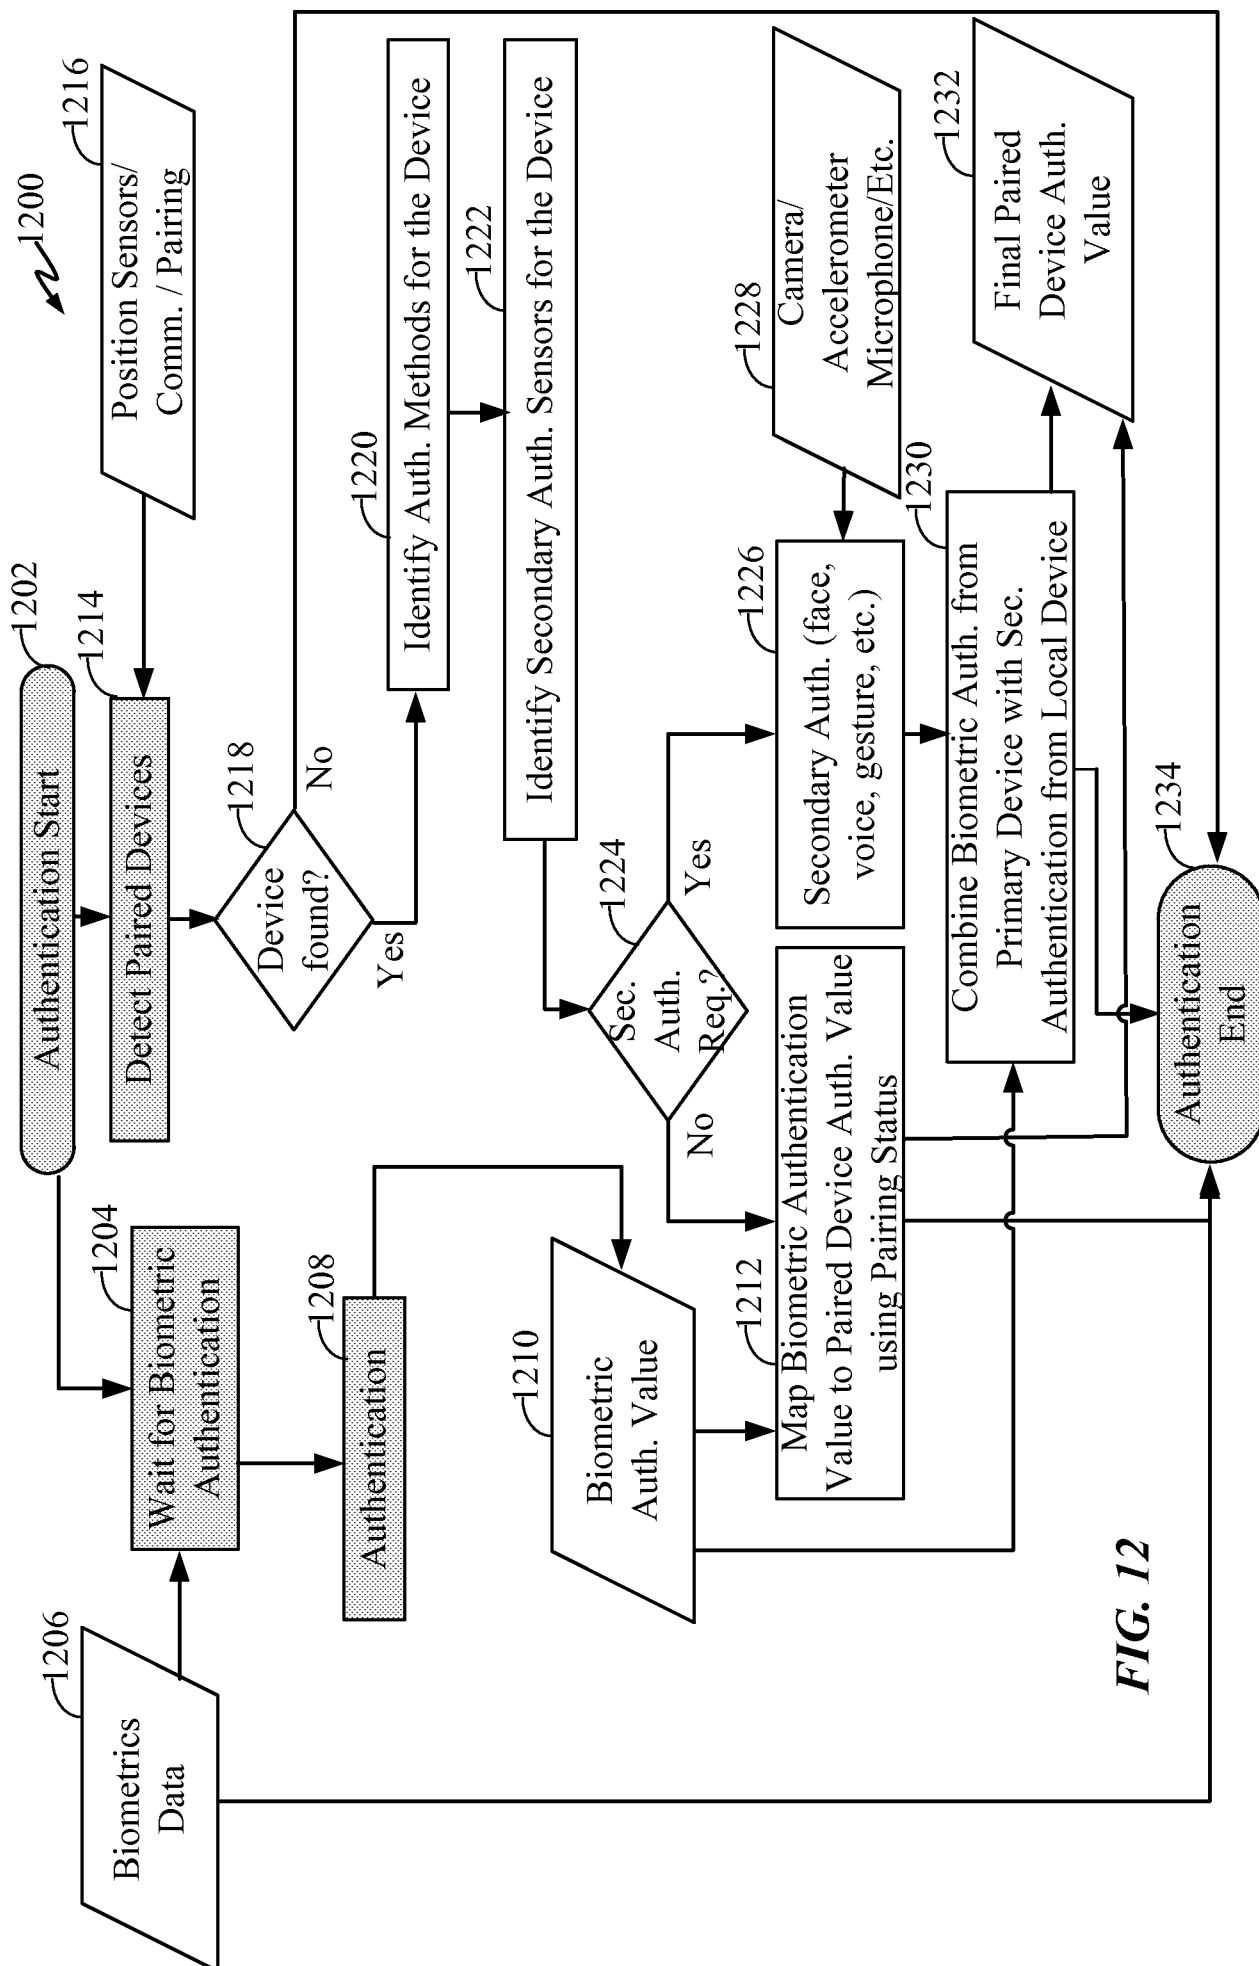 1200
1202
Authentication Start
1216
Position Sensors/
Comm. / Pairing
1214
Detect Paired Devices
1206
Biometrics
Data
1204
Wait for Biometric
Authentication
1218
Device
found?
No
Yes
1208
Authentication
1220
Identify Auth. Methods for the Device
1222
Identify Secondary Auth. Sensors for the Device
1210
Biometric
Auth. Value
1224
Sec.
Auth.
Req.?
No
Yes
1212
Map Biometric Authentication
Value to Paired Device Auth. Value
using Pairing Status
1226
Secondary Auth. (face,
voice, gesture, etc.)
1228
Camera/
Accelerometer
Microphone/Etc.
1230
Combine Biometric Auth. from
Primary Device with Sec.
Authentication from Local Device
1232
Final Paired
Device Auth.
Value
1234
Authentication
End
FIG. 12